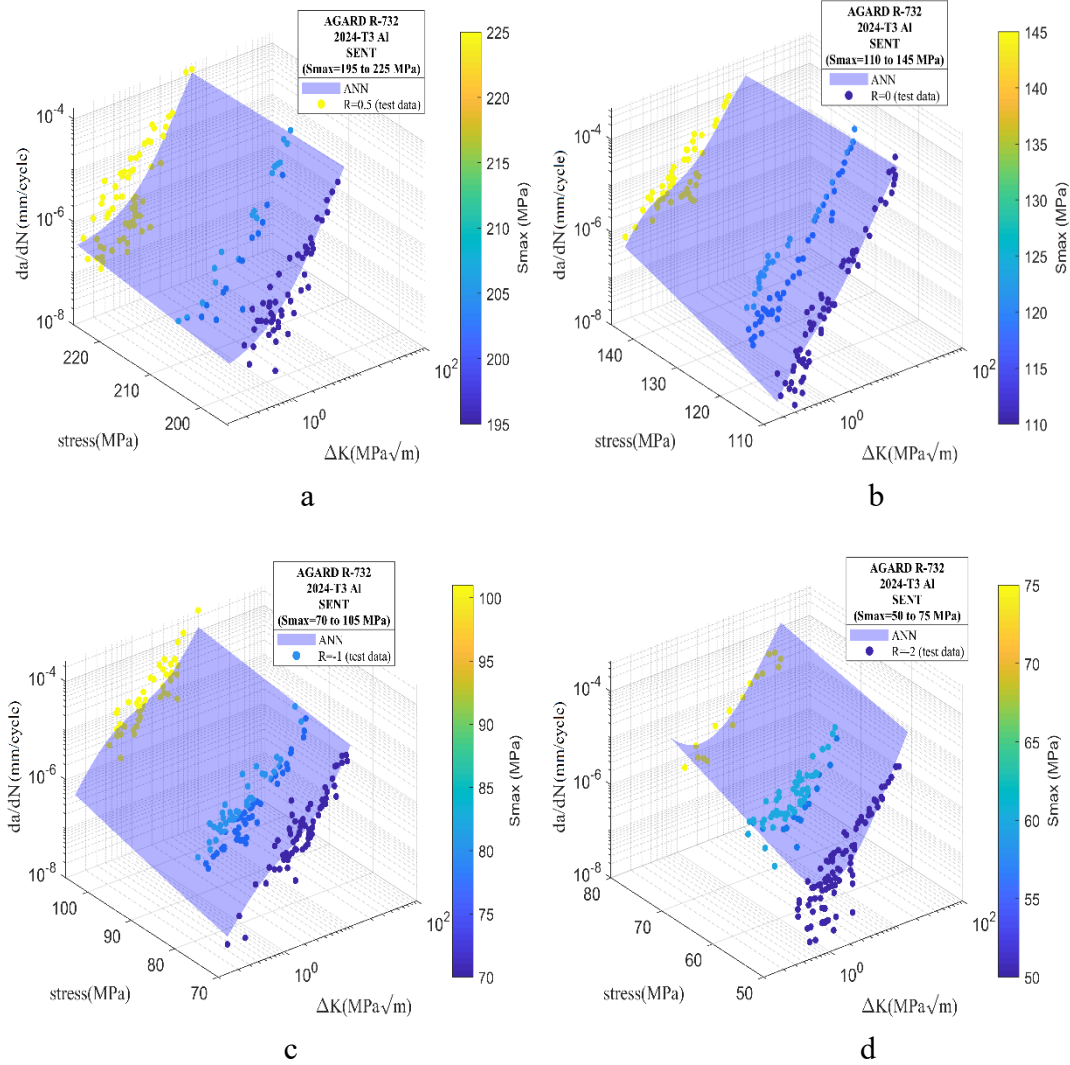 a
AGARD R-732
2024-T3 Al
SENT
(Smax=195 to 225 MPa)
ANN
R=0.5 (test data)
da/dN(mm/cycle)
10^-4
10^-6
10^-8
220
210
200
stress(MPa)
10^0
10^2
ΔK(MPa√m)
225
220
215
210
205
200
195
Smax (MPa)
a
b
AGARD R-732
2024-T3 Al
SENT
(Smax=110 to 145 MPa)
ANN
R=0 (test data)
da/dN(mm/cycle)
10^-4
10^-6
10^-8
140
130
120
110
stress(MPa)
10^0
10^2
ΔK(MPa√m)
145
140
135
130
125
120
115
110
Smax (MPa)
b
AGARD R-732
2024-T3 Al
SENT
(Smax=70 to 105 MPa)
ANN
R=-1 (test data)
da/dN(mm/cycle)
10^-4
10^-6
10^-8
100
90
80
70
stress(MPa)
10^0
10^2
ΔK(MPa√m)
100
95
90
85
80
75
70
Smax (MPa)
c
AGARD R-732
2024-T3 Al
SENT
(Smax=50 to 75 MPa)
ANN
R=-2 (test data)
da/dN(mm/cycle)
10^-4
10^-6
10^-8
80
70
60
50
stress(MPa)
10^0
10^2
ΔK(MPa√m)
75
70
65
60
55
50
Smax (MPa)
d